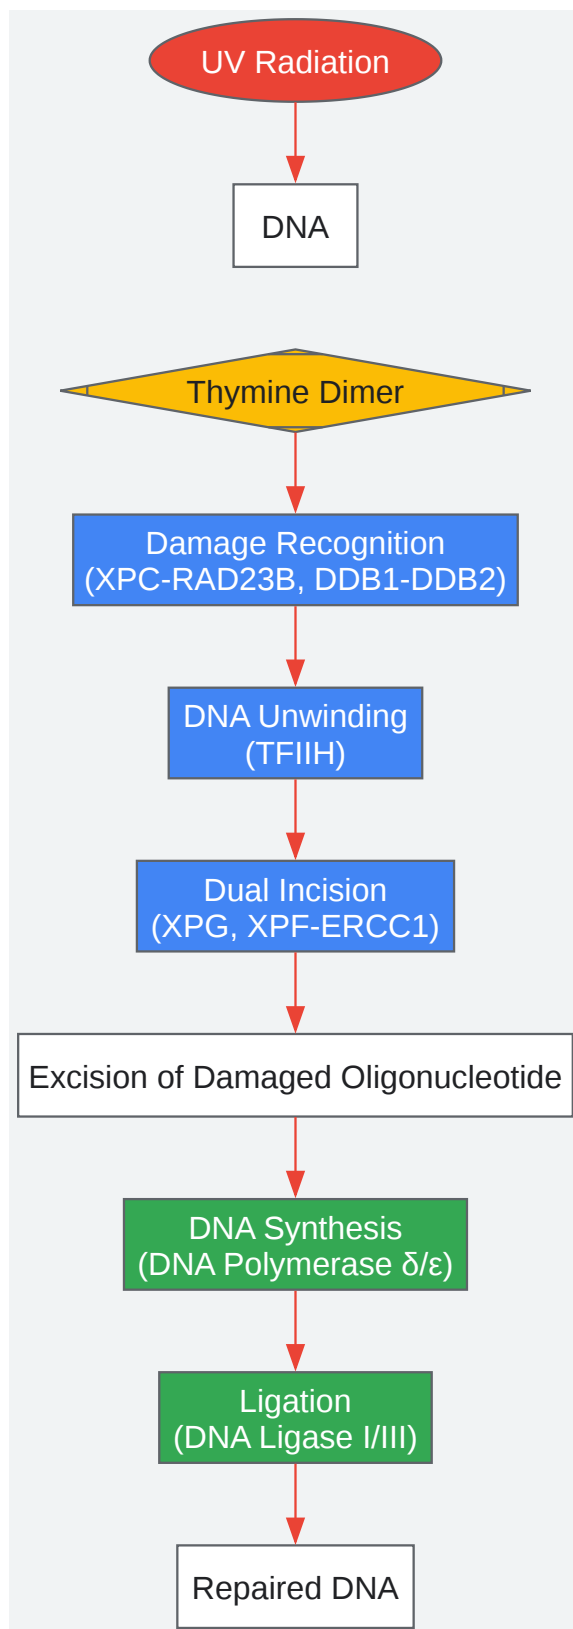 UV Radiation
DNA
Thymine Dimer
Damage Recognition
(XPC-RAD23B, DDB1-DDB2)
DNA Unwinding
(TFIIH)
Dual Incision
(XPG, XPF-ERCC1)
Excision of Damaged Oligonucleotide
DNA Synthesis
(DNA Polymerase δ/ε)
Ligation
(DNA Ligase I/III)
Repaired DNA